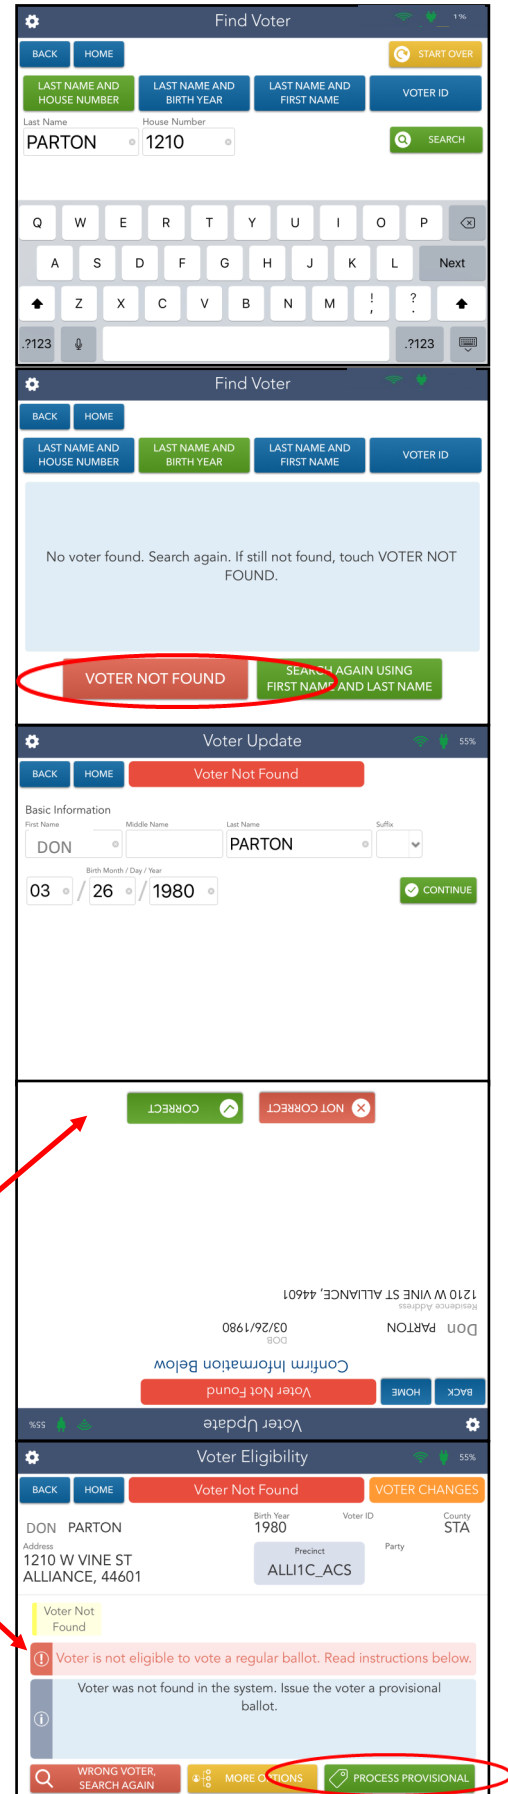 Find Voter
1%
BACK
HOME
START OVER
LAST NAME AND HOUSE NUMBER
LAST NAME AND BIRTH YEAR
LAST NAME AND FIRST NAME
VOTER ID
Last Name
House Number
PARTON
1210
SEARCH
Q W E R T Y U I O P
A S D F G H J K L Next
Z X C V B N M ! , ? .
.?123
.?123
Find Voter
BACK
HOME
LAST NAME AND HOUSE NUMBER
LAST NAME AND BIRTH YEAR
LAST NAME AND FIRST NAME
VOTER ID
No voter found. Search again. If still not found, touch VOTER NOT
FOUND.
VOTER NOT FOUND
SEARCH AGAIN USING
FIRST NAME AND LAST NAME
Voter Update
55%
BACK
HOME
Voter Not Found
Basic Information
First Name
Middle Name
Last Name
Suffix
DON
PARTON
Birth Month / Day / Year
03 / 26 / 1980
CONTINUE
CORRECT
NOT CORRECT
1210 W VINE ST ALLIANCE, 44601
Residence Address
03/26/1980
DOB
Don PARTON
Confirm Information Below
Voter Not Found
HOME
BACK
55%
Voter Update
Voter Eligibility
55%
BACK
HOME
Voter Not Found
VOTER CHANGES
DON PARTON
Birth Year
1980
Voter ID
County
STA
Address
1210 W VINE ST
ALLIANCE, 44601
Precinct
ALLI1C_ACS
Party
Voter Not
Found
Voter is not eligible to vote a regular ballot. Read instructions below.
Voter was not found in the system. Issue the voter a provisional
ballot.
WRONG VOTER,
SEARCH AGAIN
MORE OPTIONS
PROCESS PROVISIONAL